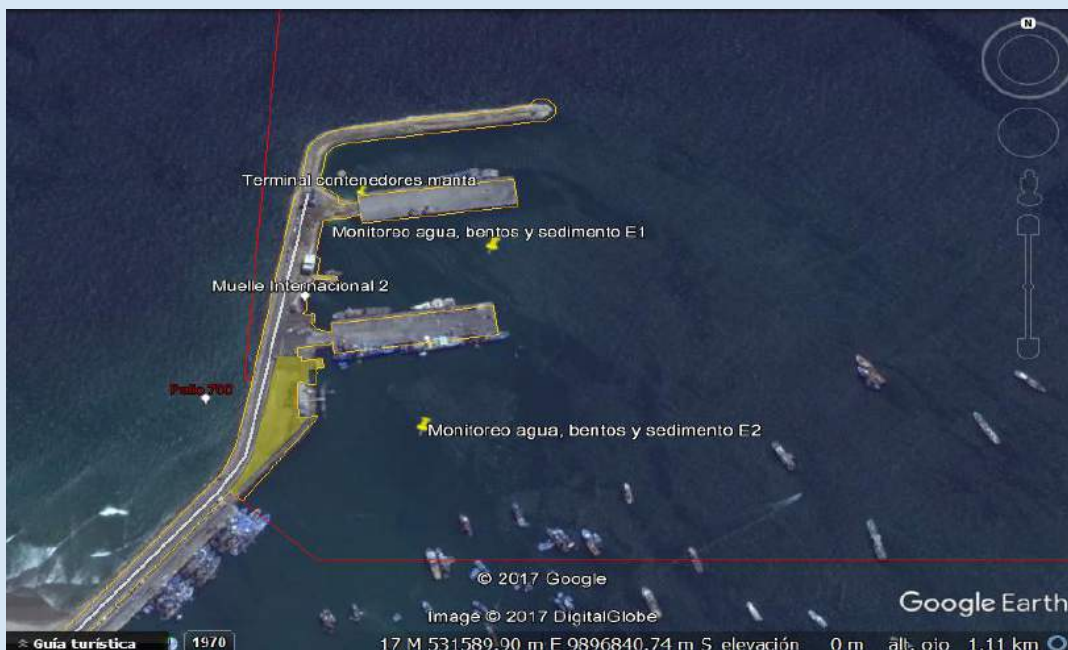 N
Terminal contenedores manta
Monitoreo agua, bentos y sedimento E1
Muelle Internacional 2
Patio 700
Monitoreo agua, bentos y sedimento E2
© 2017 Google
Image © 2017 DigitalGlobe
Google Earth
Guía turística
1970
17 M 531589.90 m E 9896840.74 m S elevación 0 m alt. ojo 1.11 km